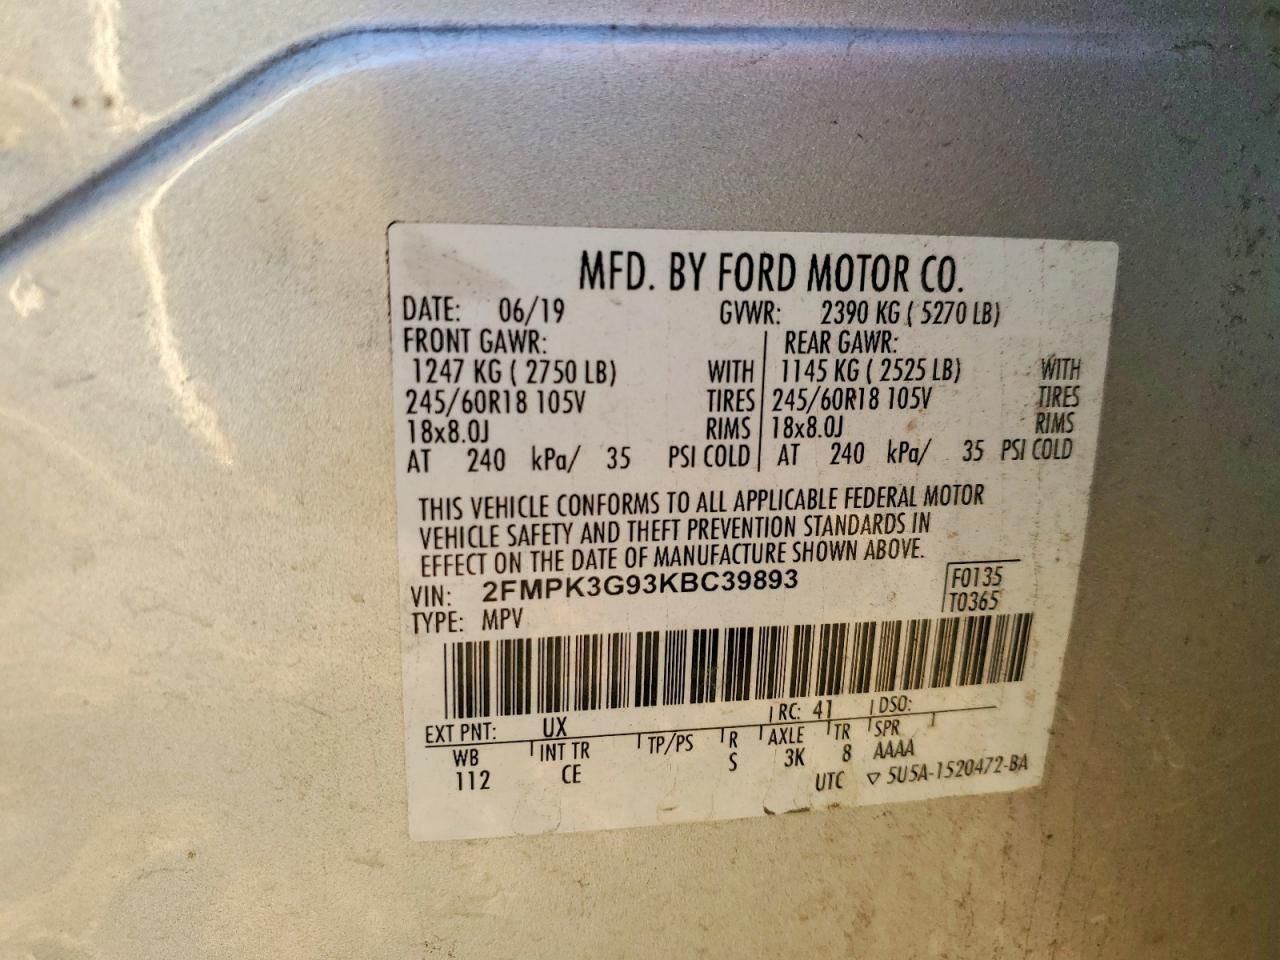 MFD. BY FORD MOTOR CO.
DATE: 06/19 GVWR: 2390 KG ( 5270 LB)
FRONT GAWR: REAR GAWR:
1247 KG ( 2750 LB) WITH 1145 KG ( 2525 LB) WITH
245/60R18 105V TIRES 245/60R18 105V TIRES
18x8.0J RIMS 18x8.0J RIMS
AT 240 kPa/ 35 PSI COLD AT 240 kPa/ 35 PSI COLD
THIS VEHICLE CONFORMS TO ALL APPLICABLE FEDERAL MOTOR
VEHICLE SAFETY AND THEFT PREVENTION STANDARDS IN
EFFECT ON THE DATE OF MANUFACTURE SHOWN ABOVE.
VIN: 2FMPK3G93KBC39893 F0135
TYPE: MPV T0365
EXT PNT: UX RC: 41 DSO:
WB INT TR TP/PS R AXLE TR SPR
112 CE S 3K 8 AAAA
UTC ▽ 5U5A-1520472-BA